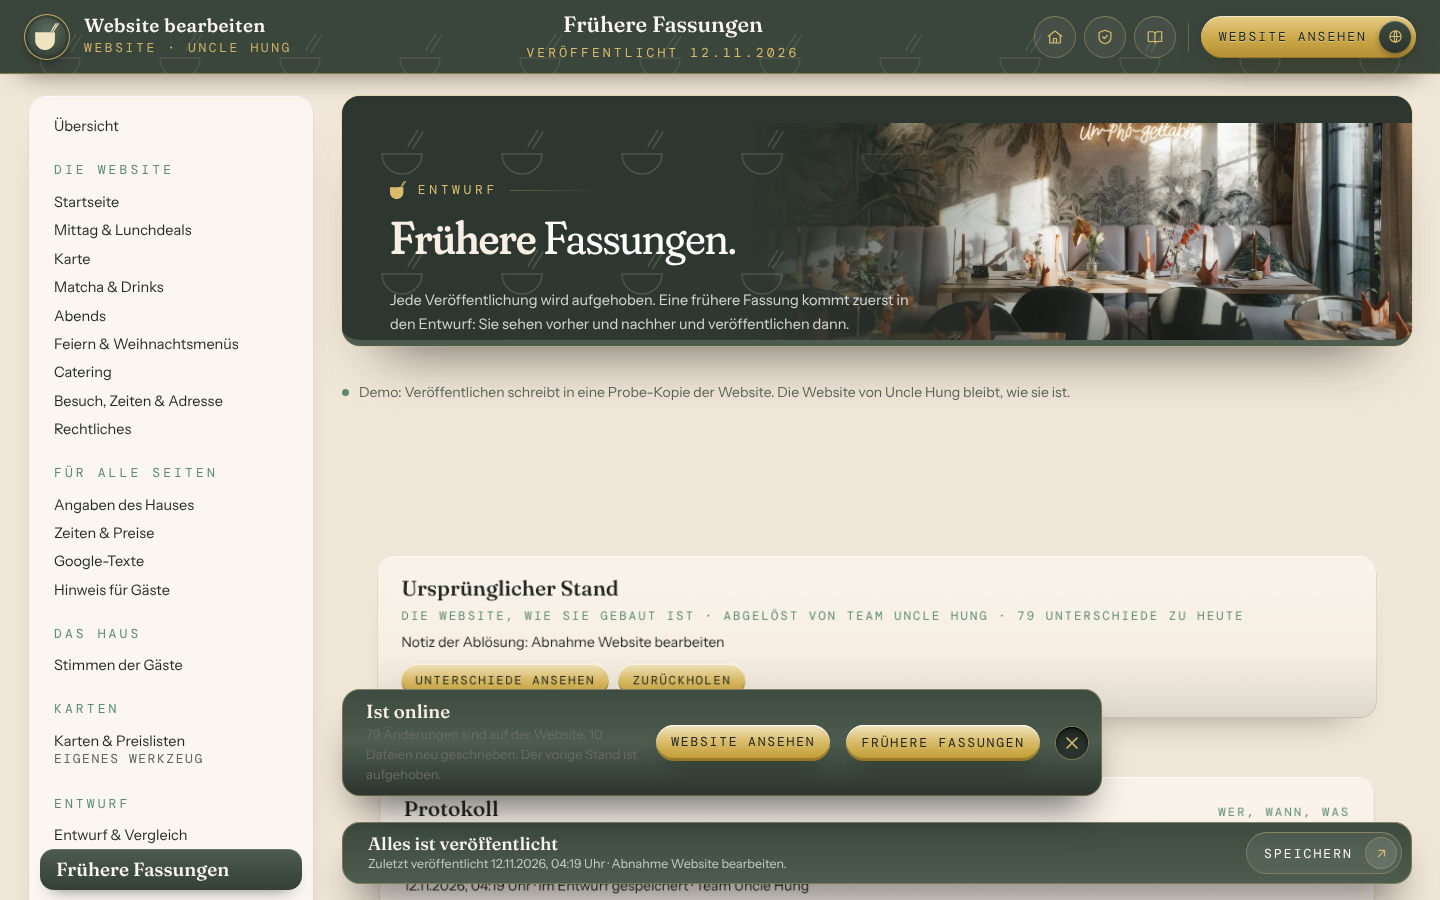 Website bearbeiten
WEBSITE · UNCLE HUNG
Frühere Fassungen
VERÖFFENTLICHT 12.11.2026
WEBSITE ANSEHEN
Übersicht
DIE WEBSITE
Startseite
Mittag & Lunchdeals
Karte
Matcha & Drinks
Abends
Feiern & Weihnachtsmenüs
Catering
Besuch, Zeiten & Adresse
Rechtliches
FÜR ALLE SEITEN
Angaben des Hauses
Zeiten & Preise
Google-Texte
Hinweis für Gäste
DAS HAUS
Stimmen der Gäste
KARTEN
Karten & Preislisten
EIGENES WERKZEUG
ENTWURF
Entwurf & Vergleich
Frühere Fassungen
Um-Phở-gettable
ENTWURF
Frühere Fassungen.
Jede Veröffentlichung wird aufgehoben. Eine frühere Fassung kommt zuerst in
den Entwurf: Sie sehen vorher und nachher und veröffentlichen dann.
Demo: Veröffentlichen schreibt in eine Probe-Kopie der Website. Die Website von Uncle Hung bleibt, wie sie ist.
Ursprünglicher Stand
DIE WEBSITE, WIE SIE GEBAUT IST · ABGELÖST VON TEAM UNCLE HUNG · 79 UNTERSCHIEDE ZU HEUTE
Notiz der Ablösung: Abnahme Website bearbeiten
UNTERSCHIEDE ANSEHEN
ZURÜCKHOLEN
Ist online
79 Änderungen sind auf der Website, 10
Dateien neu geschrieben. Der vorige Stand ist
aufgehoben.
WEBSITE ANSEHEN
FRÜHERE FASSUNGEN
Protokoll
WER, WANN, WAS
Alles ist veröffentlicht
Zuletzt veröffentlicht 12.11.2026, 04:19 Uhr · Abnahme Website bearbeiten.
SPEICHERN
12.11.2026, 04:19 Uhr · im Entwurf gespeichert · Team Uncle Hung